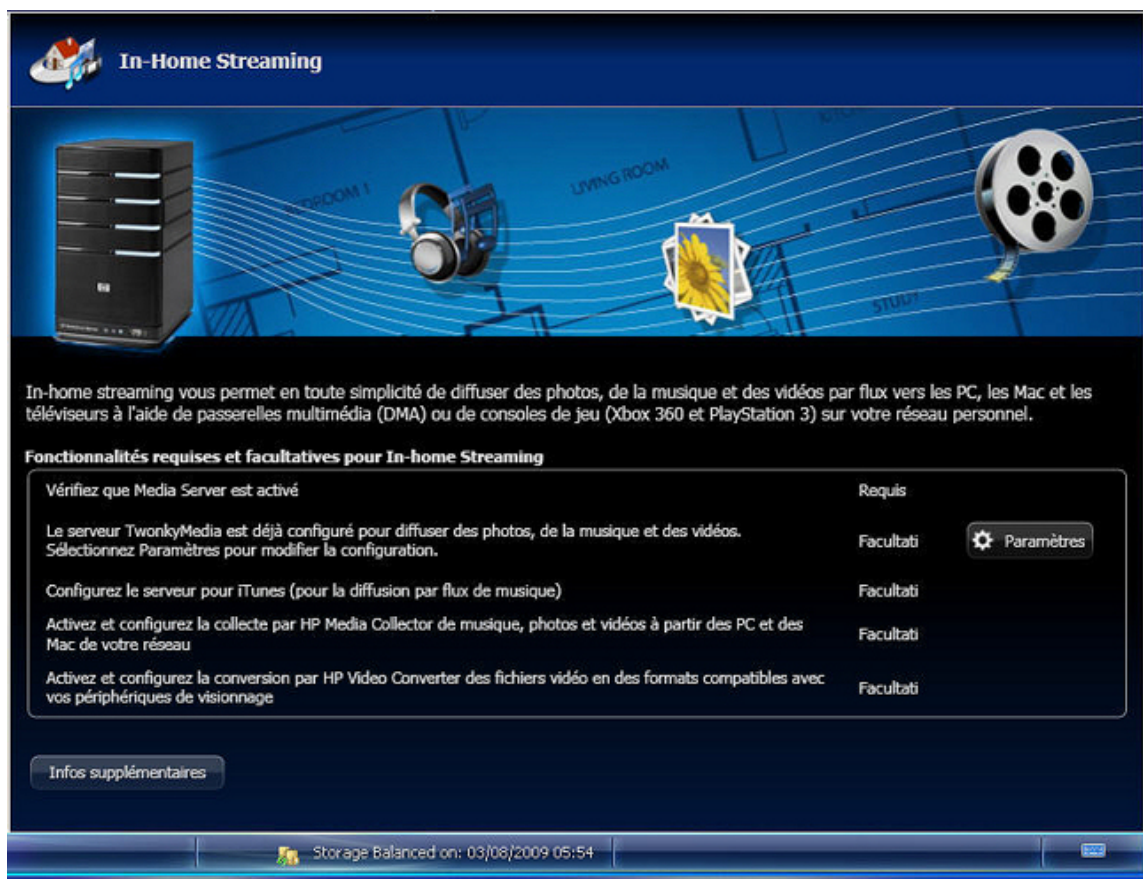 In-Home Streaming
BEDROOM 1
LIVING ROOM
STUDY
In-home streaming vous permet en toute simplicité de diffuser des photos, de la musique et des vidéos par flux vers les PC, les Mac et les
téléviseurs à l'aide de passerelles multimédia (DMA) ou de consoles de jeu (Xbox 360 et PlayStation 3) sur votre réseau personnel.
Fonctionnalités requises et facultatives pour In-home Streaming
Vérifiez que Media Server est activé Requis
Le serveur TwonkyMedia est déjà configuré pour diffuser des photos, de la musique et des vidéos.
Sélectionnez Paramètres pour modifier la configuration.
Facultati
Paramètres
Configurez le serveur pour iTunes (pour la diffusion par flux de musique) Facultati
Activez et configurez la collecte par HP Media Collector de musique, photos et vidéos à partir des PC et des
Mac de votre réseau
Facultati
Activez et configurez la conversion par HP Video Converter des fichiers vidéo en des formats compatibles avec
vos périphériques de visionnage
Facultati
Infos supplémentaires
Storage Balanced on: 03/08/2009 05:54